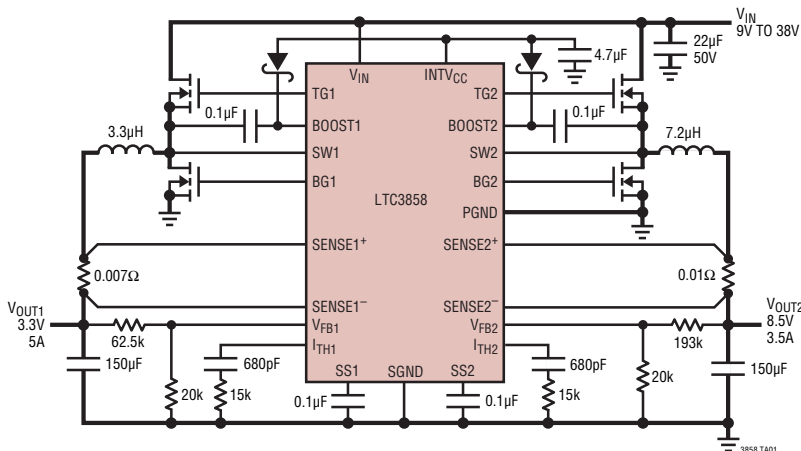 VIN
9V TO 38V
22µF
50V
4.7µF
VIN
INTVCC
TG1
TG2
0.1µF
BOOST1
BOOST2
0.1µF
3.3µH
7.2µH
SW1
SW2
BG1
BG2
LTC3858
PGND
SENSE1+
SENSE2+
0.007Ω
0.01Ω
SENSE1–
SENSE2–
VOUT1
3.3V
5A
VOUT2
8.5V
3.5A
62.5k
VFB1
VFB2
193k
ITH1
ITH2
150µF
680pF
680pF
150µF
SS1
SGND
SS2
20k
15k
0.1µF
0.1µF
15k
20k
3858 TA01